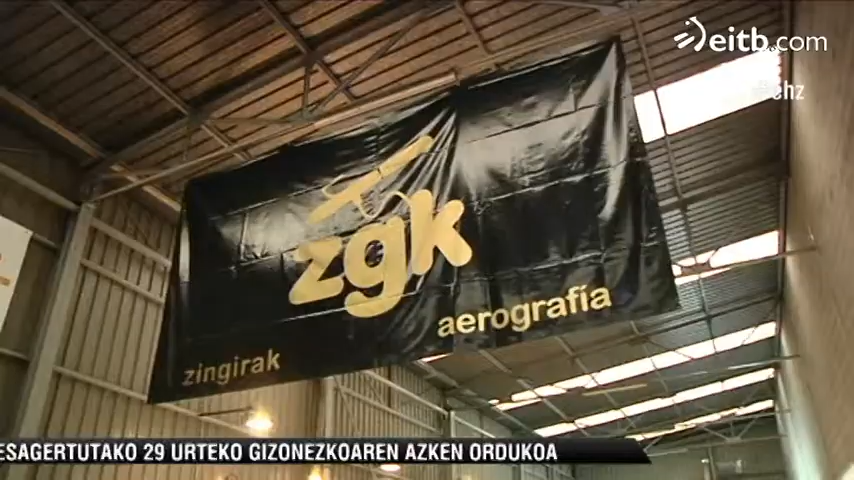 eitb.com
zgk
aerografía
zingirak
ESAGERTUTAKO 29 URTEKO GIZONEZKOAREN AZKEN ORDUKOA